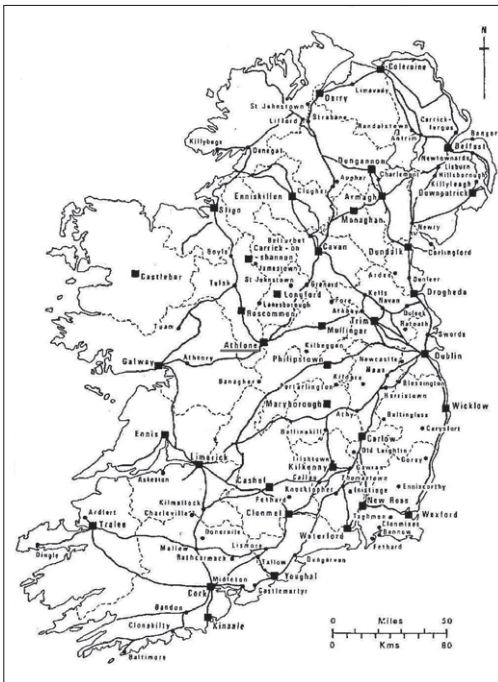 N
Coleraine
Derry
Limavady
St Johnstown
Lifford
Strabane
Randalstown
Carrick-
fergus
Antrim
Bangor
Belfast
Killybegs
Donegal
Newtownards
Lisburn
Hillsborough
Killyleagh
Downpatrick
Dungannon
Charlemont
Augher
Clogher
Enniskillen
Armagh
Monaghan
Sligo
Newry
Belturbet
Carrick-on
shannon
Jamestown
Boyle
Cavan
Dundalk
Carlingford
Castlebar
St Johnstown
Granard
Ardee
Dunleer
Tulsk
Longford
Lanesborough
Roscommon
Fore
Kells
Navan
Drogheda
Athboy
Trim
Duleek
Ratoath
Tuam
Mullingar
Swords
Athlone
Kilbeggan
Galway
Athenry
Philipstown
Newcastle
Dublin
Naas
Banagher
Kildare
Portarlington
Blessington
Harristown
Maryborough
Athy
Wicklow
Baltinglass
Carysfort
Ballinakill
Ennis
Carlow
Old Leighlin
Limerick
Irishtown
Kilkenny
Gowran
Gorey
Askeaton
Cashel
Callan
Thomastown
Knocktopher
Inistioge
Enniscorthy
Kilmallock
Fethard
New Ross
Charleville
Clonmel
Taghmon
Wexford
Ardfert
Tralee
Doneraile
Clonmines
Bannow
Waterford
Fethard
Dingle
Mallow
Lismore
Rathcormack
Tallow
Dungarvan
Youghal
Midleton
Cork
Castlemartyr
Bandon
Clonakilty
Kinsale
Baltimore
0 Miles 50
0 Kms 80